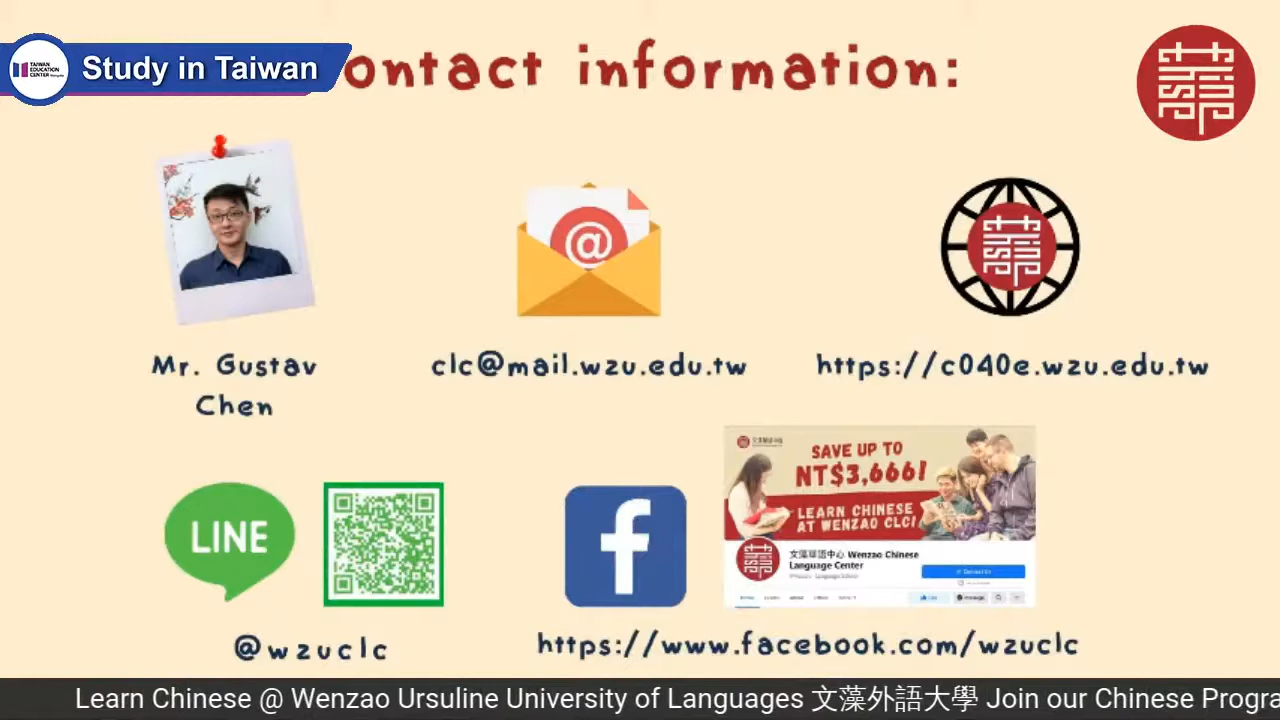 TAIWAN
EDUCATION
CENTER
Study in Taiwan
ontact information:
Mr. Gustav
Chen
@
clc@mail.wzu.edu.tw
https://c040e.wzu.edu.tw
LINE
@wzuclc
f
SAVE UP TO
NT$3,666!
LEARN CHINESE
AT WENZAO CLC!
文藻華語中心 Wenzao Chinese
Language Center
https://www.facebook.com/wzuclc
Learn Chinese @ Wenzao Ursuline University of Languages 文藻外語大學 Join our Chinese Progra